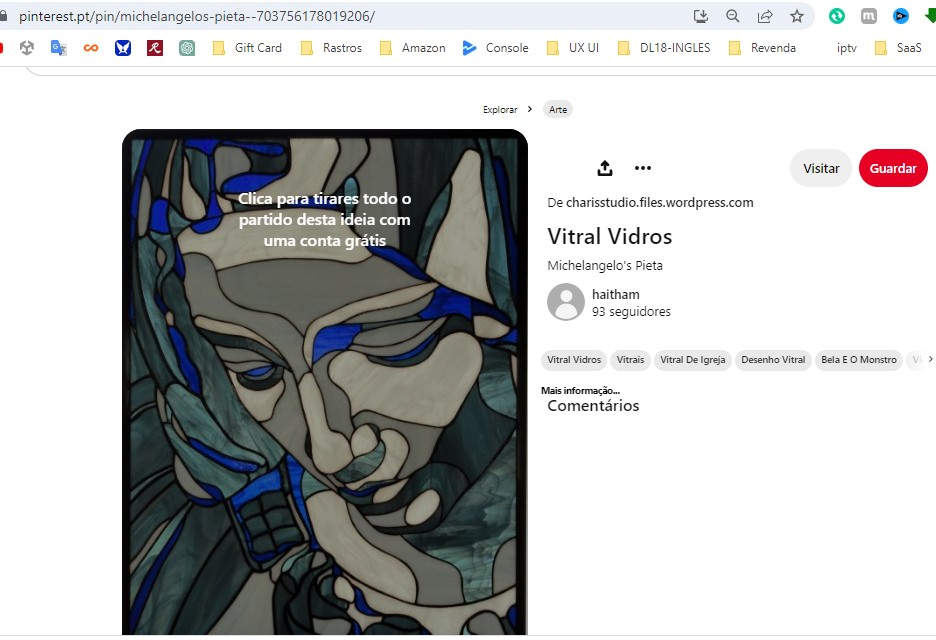 pinterest.pt/pin/michelangelos-pieta--703756178019206/
Gift Card Rastros Amazon Console UX UI DL18-INGLES Revenda iptv SaaS
Explorar Arte
Clica para tirares todo o
partido desta ideia com
uma conta grátis
Visitar Guardar
De charisstudio.files.wordpress.com
Vitral Vidros
Michelangelo's Pieta
haitham
93 seguidores
Vitral Vidros Vitrais Vitral De Igreja Desenho Vitral Bela E O Monstro
Mais informação...
Comentários